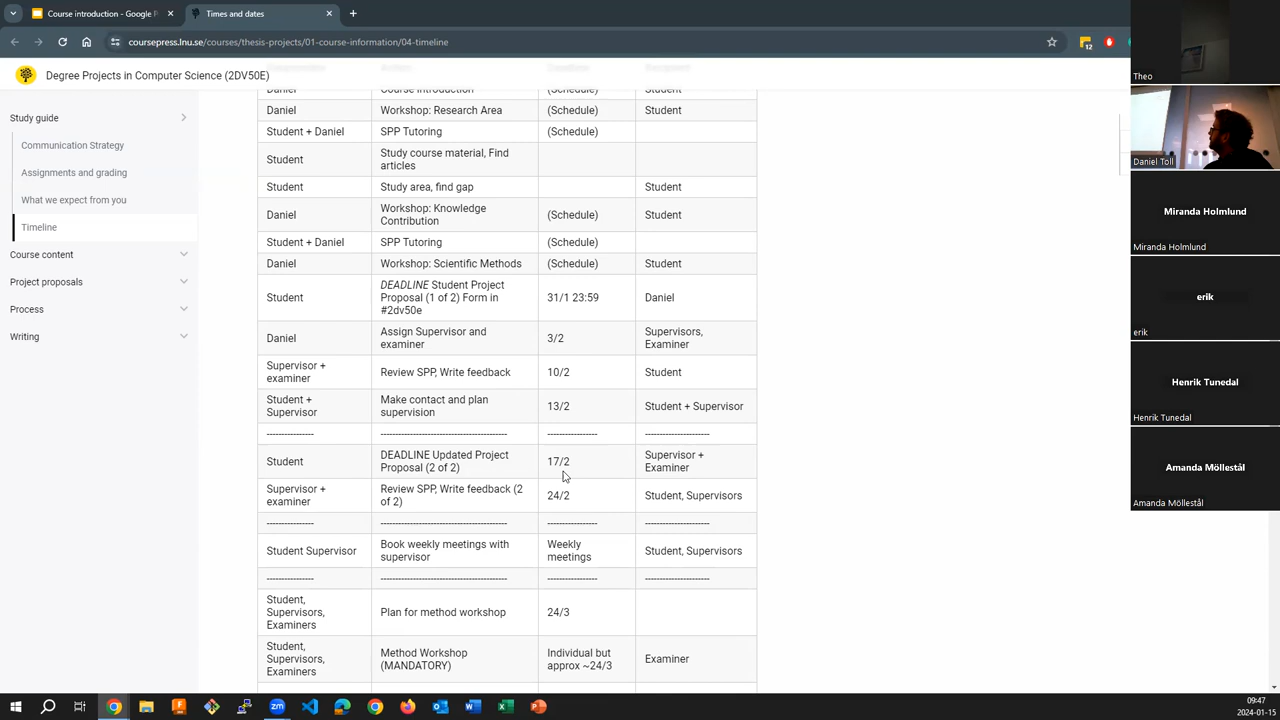 Course introduction - Google P
Times and dates
coursepress.lnu.se/courses/thesis-projects/01-course-information/04-timeline
12
Degree Projects in Computer Science (2DV50E)
Study guide
Communication Strategy
Assignments and grading
What we expect from you
Timeline
Course content
Project proposals
Process
Writing
Daniel Course introduction (Schedule) Student
Daniel Workshop: Research Area (Schedule) Student
Student + Daniel SPP Tutoring (Schedule)
Student Study course material, Find
articles
Student Study area, find gap Student
Daniel Workshop: Knowledge
Contribution (Schedule) Student
Student + Daniel SPP Tutoring (Schedule)
Daniel Workshop: Scientific Methods (Schedule) Student
Student DEADLINE Student Project
Proposal (1 of 2) Form in
#2dv50e 31/1 23:59 Daniel
Daniel Assign Supervisor and
examiner 3/2 Supervisors,
Examiner
Supervisor +
examiner Review SPP, Write feedback 10/2 Student
Student +
Supervisor Make contact and plan
supervision 13/2 Student + Supervisor
---------------- ------------------------------------------- ---------------- ---------------------
Student DEADLINE Updated Project
Proposal (2 of 2) 17/2 Supervisor +
Examiner
Supervisor +
examiner Review SPP, Write feedback (2
of 2) 24/2 Student, Supervisors
---------------- ------------------------------------------- ---------------- ---------------------
Student Supervisor Book weekly meetings with
supervisor Weekly
meetings Student, Supervisors
---------------- ------------------------------------------- ---------------- ---------------------
Student,
Supervisors,
Examiners Plan for method workshop 24/3
Student,
Supervisors,
Examiners Method Workshop
(MANDATORY) Individual but
approx ~24/3 Examiner
Theo
Daniel Toll
Miranda Holmlund
Miranda Holmlund
erik
erik
Henrik Tunedal
Henrik Tunedal
Amanda Möllestål
Amanda Möllestål
09:47
2024-01-15